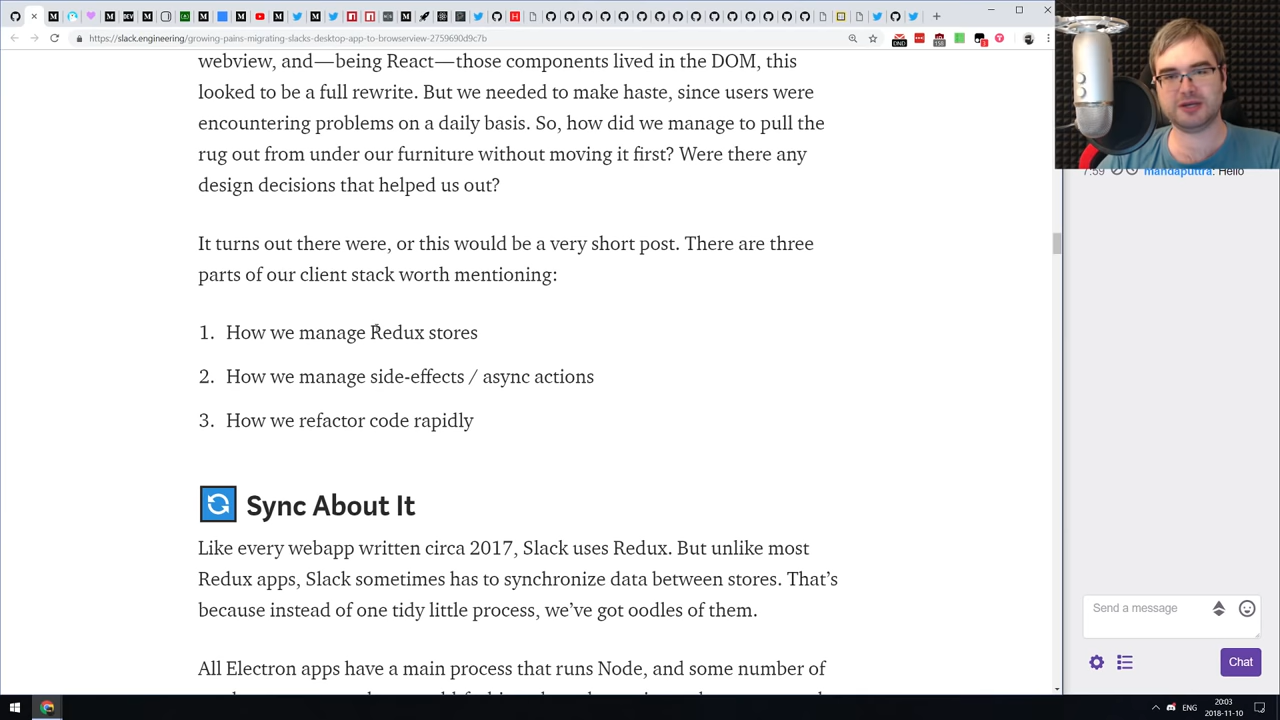 https://slack.engineering/growing-pains-migrating-slacks-desktop-app-to-browserview-2759690d9c7b
webview, and—being React—those components lived in the DOM, this
looked to be a full rewrite. But we needed to make haste, since users were
encountering problems on a daily basis. So, how did we manage to pull the
rug out from under our furniture without moving it first? Were there any
design decisions that helped us out?
It turns out there were, or this would be a very short post. There are three
parts of our client stack worth mentioning:
1. How we manage Redux stores
2. How we manage side-effects / async actions
3. How we refactor code rapidly
Sync About It
Like every webapp written circa 2017, Slack uses Redux. But unlike most
Redux apps, Slack sometimes has to synchronize data between stores. That's
because instead of one tidy little process, we've got oodles of them.
All Electron apps have a main process that runs Node, and some number of
7:59 mandaputtra: Hello
Send a message
Chat
ENG
20:03
2018-11-10